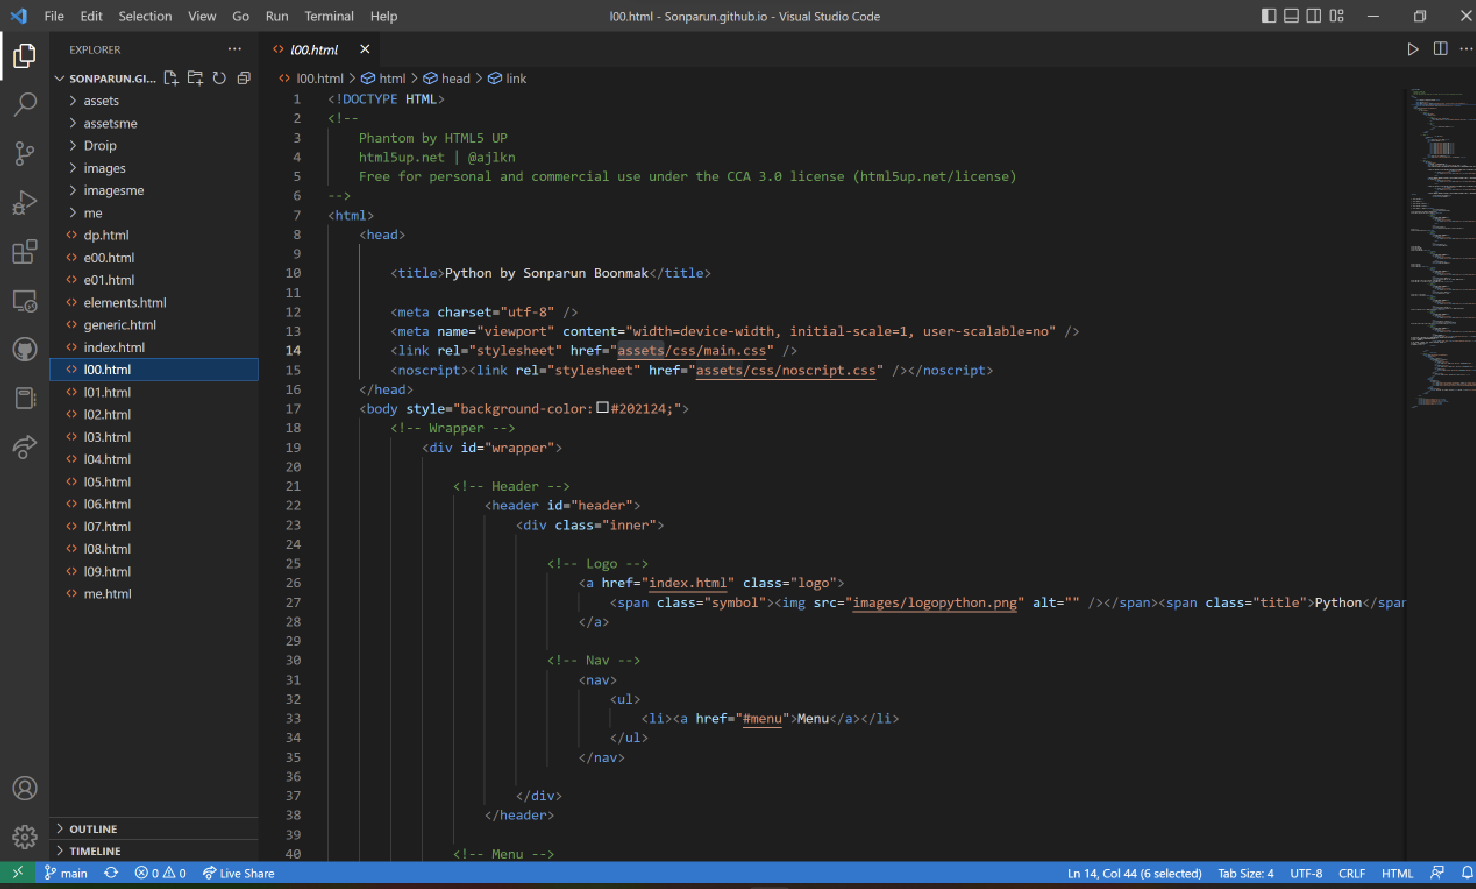 File Edit Selection View Go Run Terminal Help
l00.html - Sonparun.github.io - Visual Studio Code
EXPLORER
SONPARUN.GI...
assets
assetsme
Droip
images
imagesme
me
dp.html
e00.html
e01.html
elements.html
generic.html
index.html
l00.html
l01.html
l02.html
l03.html
l04.html
l05.html
l06.html
l07.html
l08.html
l09.html
me.html
OUTLINE
TIMELINE
l00.html
l00.html > html > head > link
1 <!DOCTYPE HTML>
2 <!--
3 Phantom by HTML5 UP
4 html5up.net | @ajlkn
5 Free for personal and commercial use under the CCA 3.0 license (html5up.net/license)
6 -->
7 <html>
8 <head>
9
10 <title>Python by Sonparun Boonmak</title>
11
12 <meta charset="utf-8" />
13 <meta name="viewport" content="width=device-width, initial-scale=1, user-scalable=no" />
14 <link rel="stylesheet" href="assets/css/main.css" />
15 <noscript><link rel="stylesheet" href="assets/css/noscript.css" /></noscript>
16 </head>
17 <body style="background-color:#202124;">
18 <!-- Wrapper -->
19 <div id="wrapper">
20
21 <!-- Header -->
22 <header id="header">
23 <div class="inner">
24
25 <!-- Logo -->
26 <a href="index.html" class="logo">
27 <span class="symbol"><img src="images/logopython.png" alt="" /></span><span class="title">Python</span
28 </a>
29
30 <!-- Nav -->
31 <nav>
32 <ul>
33 <li><a href="#menu">Menu</a></li>
34 </ul>
35 </nav>
36
37 </div>
38 </header>
39
40 <!-- Menu -->
main 0 0 Live Share
Ln 14, Col 44 (6 selected) Tab Size: 4 UTF-8 CRLF HTML